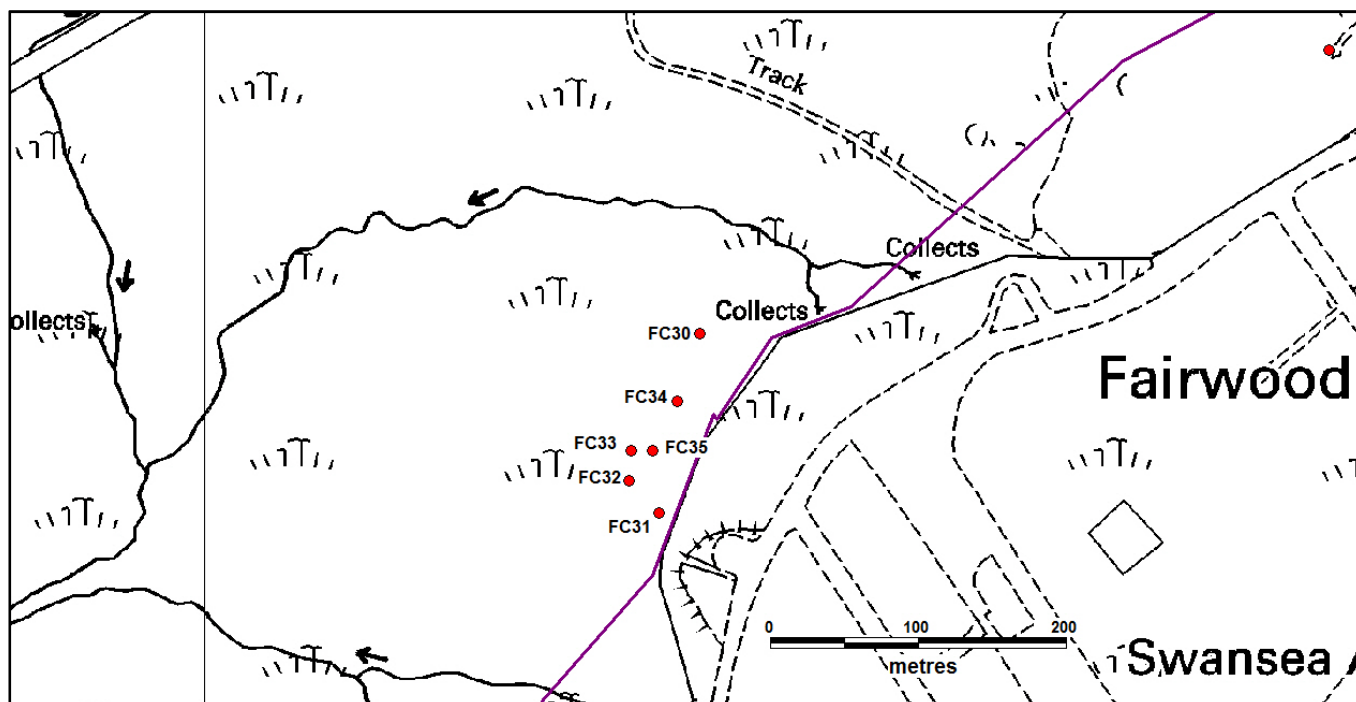 Track
Collects
Collects
ollects
FC30
FC34
FC33
FC35
FC32
FC31
Fairwood
0 100 200
metres
Swansea A